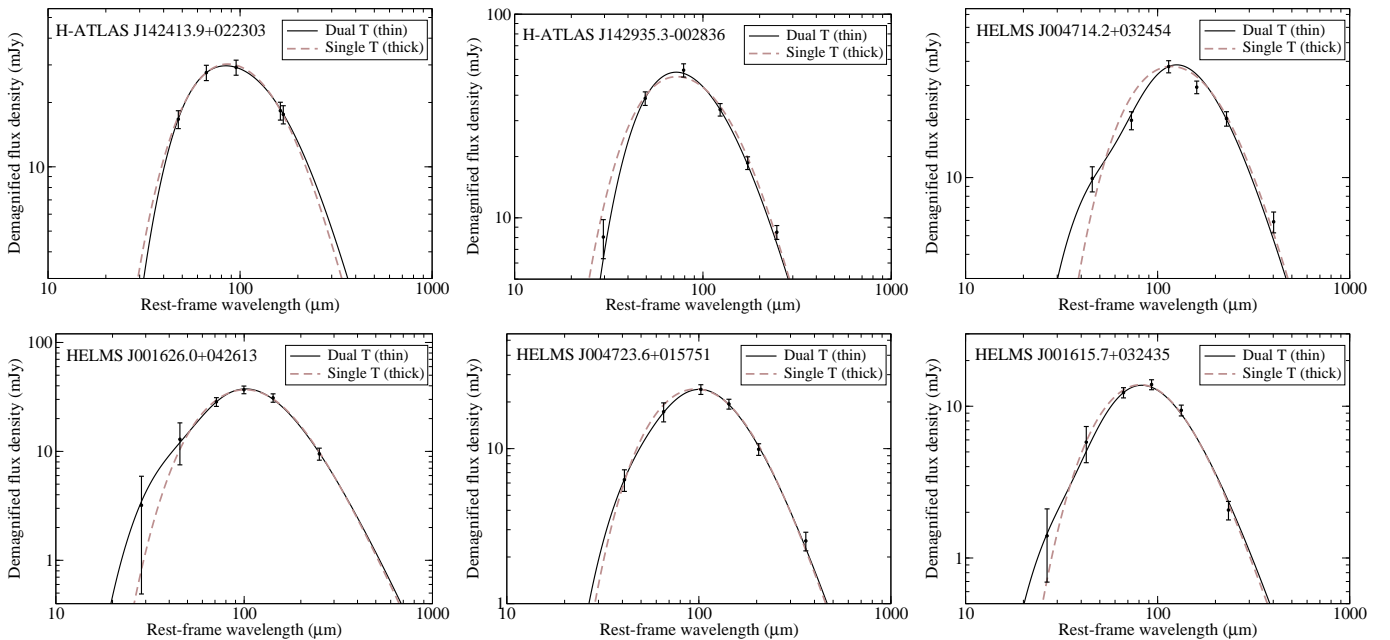 H-ATLAS J142413.9+022303
Dual T (thin)
Single T (thick)
Demagnified flux density (mJy)
10
10
100
1000
Rest-frame wavelength (μm)
H-ATLAS J142935.3-002836
Dual T (thin)
Single T (thick)
Demagnified flux density (mJy)
100
10
10
100
1000
Rest-frame wavelength (μm)
HELMS J004714.2+032454
Dual T (thin)
Single T (thick)
Demagnified flux density (mJy)
10
10
100
1000
Rest-frame wavelength (μm)
HELMS J001626.0+042613
Dual T (thin)
Single T (thick)
Demagnified flux density (mJy)
100
10
1
10
100
1000
Rest-frame wavelength (μm)
HELMS J004723.6+015751
Dual T (thin)
Single T (thick)
Demagnified flux density (mJy)
10
1
10
100
1000
Rest-frame wavelength (μm)
HELMS J001615.7+032435
Dual T (thin)
Single T (thick)
Demagnified flux density (mJy)
10
1
10
100
1000
Rest-frame wavelength (μm)